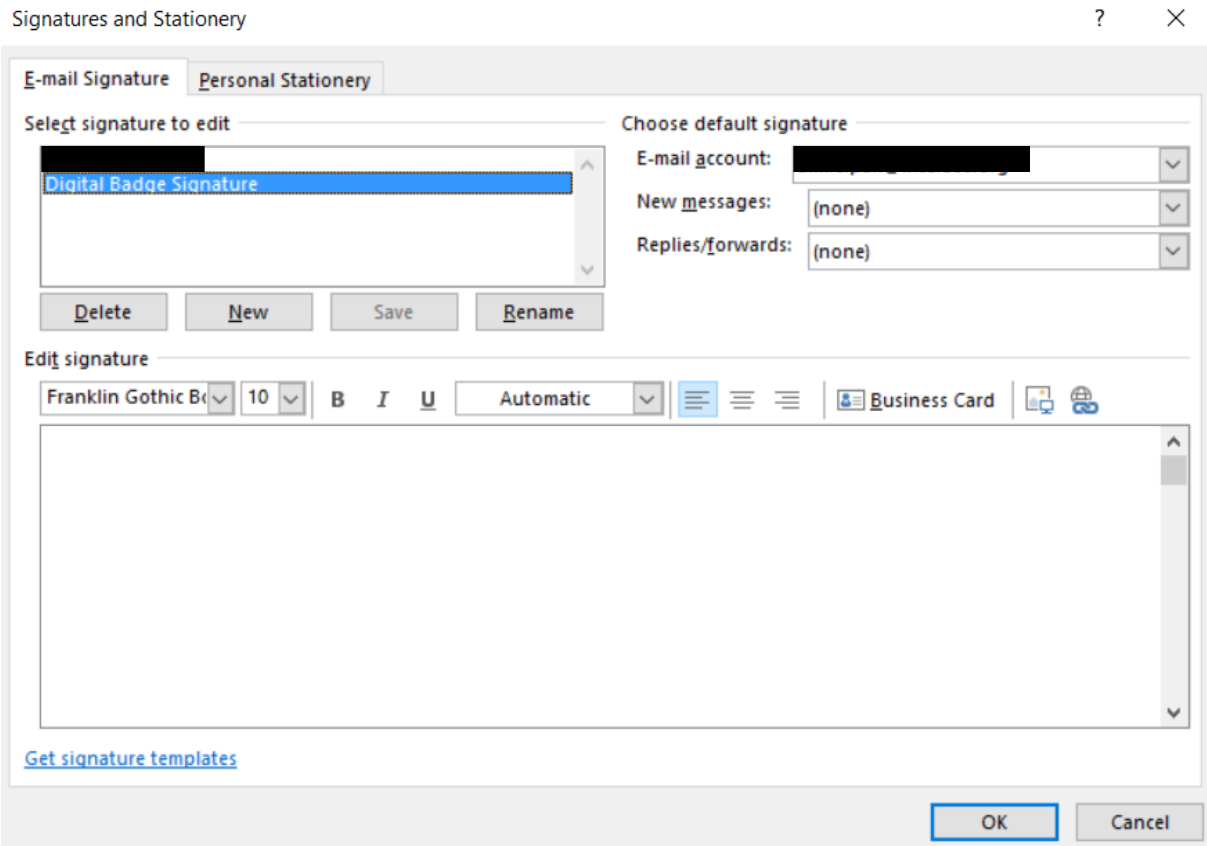 Signatures and Stationery ? ×
E-mail Signature Personal Stationery
Select signature to edit
Digital Badge Signature
Delete New Save Rename
Choose default signature
E-mail account:
New messages: (none)
Replies/forwards: (none)
Edit signature
Franklin Gothic 10 B I U Automatic Business Card
Get signature templates
OK Cancel